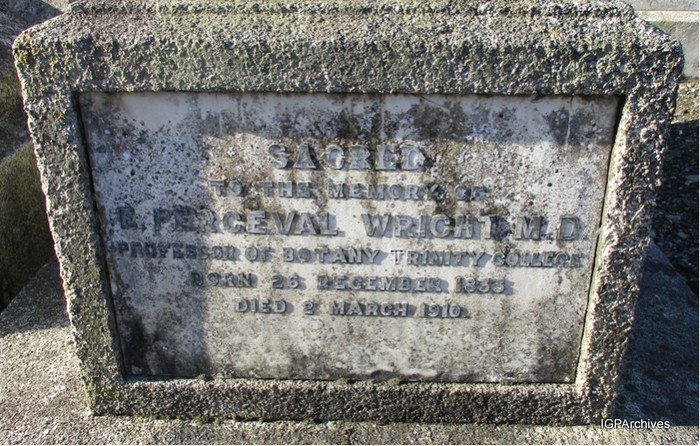 SACRED
TO THE MEMORY OF
E. PERCEVAL WRIGHT M.D.
PROFESSOR OF BOTANY TRINITY COLLEGE
BORN 26 DECEMBER 1833
DIED 2 MARCH 1910.
IGPArchives